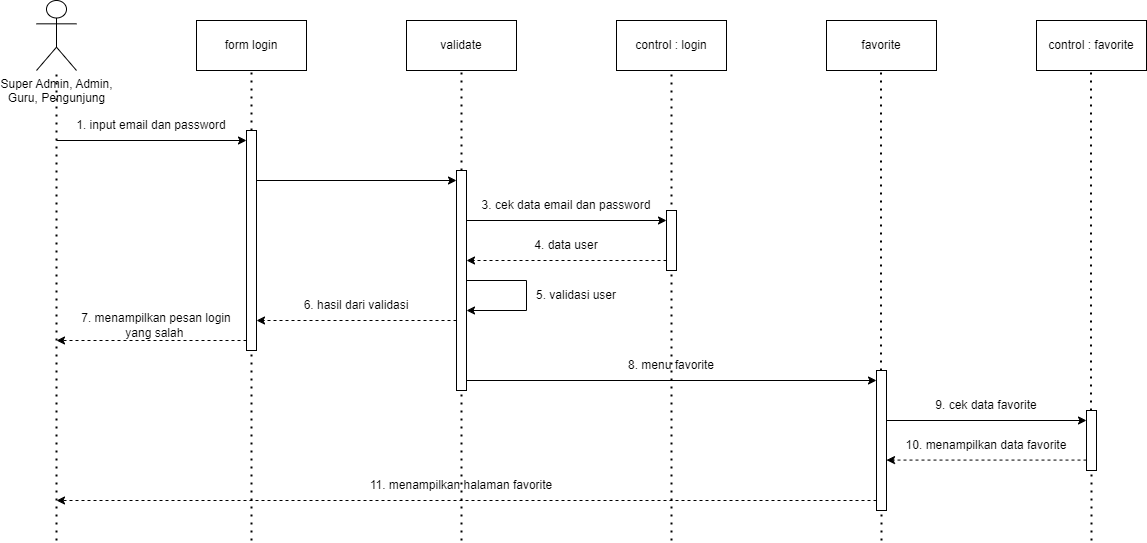 form login
validate
control : login
favorite
control : favorite
Super Admin, Admin,
Guru, Pengunjung
1. input email dan password
3. cek data email dan password
4. data user
5. validasi user
6. hasil dari validasi
7. menampilkan pesan login
yang salah
8. menu favorite
9. cek data favorite
10. menampilkan data favorite
11. menampilkan halaman favorite